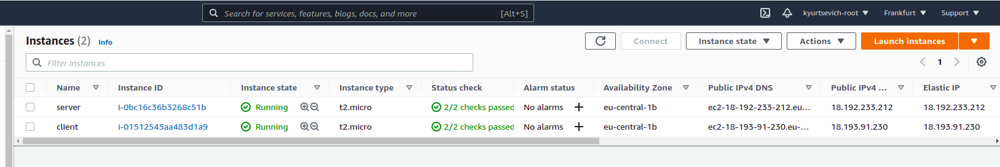 Search for services, features, blogs, docs, and more [Alt+S] kyurtsevich-root Frankfurt Support
Instances (2) Info Connect Instance state Actions Launch instances
Filter Instances 1
Name Instance ID Instance state Instance type Status check Alarm status Availability Zone Public IPv4 DNS Public IPv4 ... Elastic IP
server i-0bc16c36b3268c51b Running t2.micro 2/2 checks passed No alarms eu-central-1b ec2-18-192-233-212.eu... 18.192.233.212 18.192.233.212
client i-01512545aa483d1a9 Running t2.micro 2/2 checks passed No alarms eu-central-1b ec2-18-193-91-230.eu-... 18.193.91.230 18.193.91.230